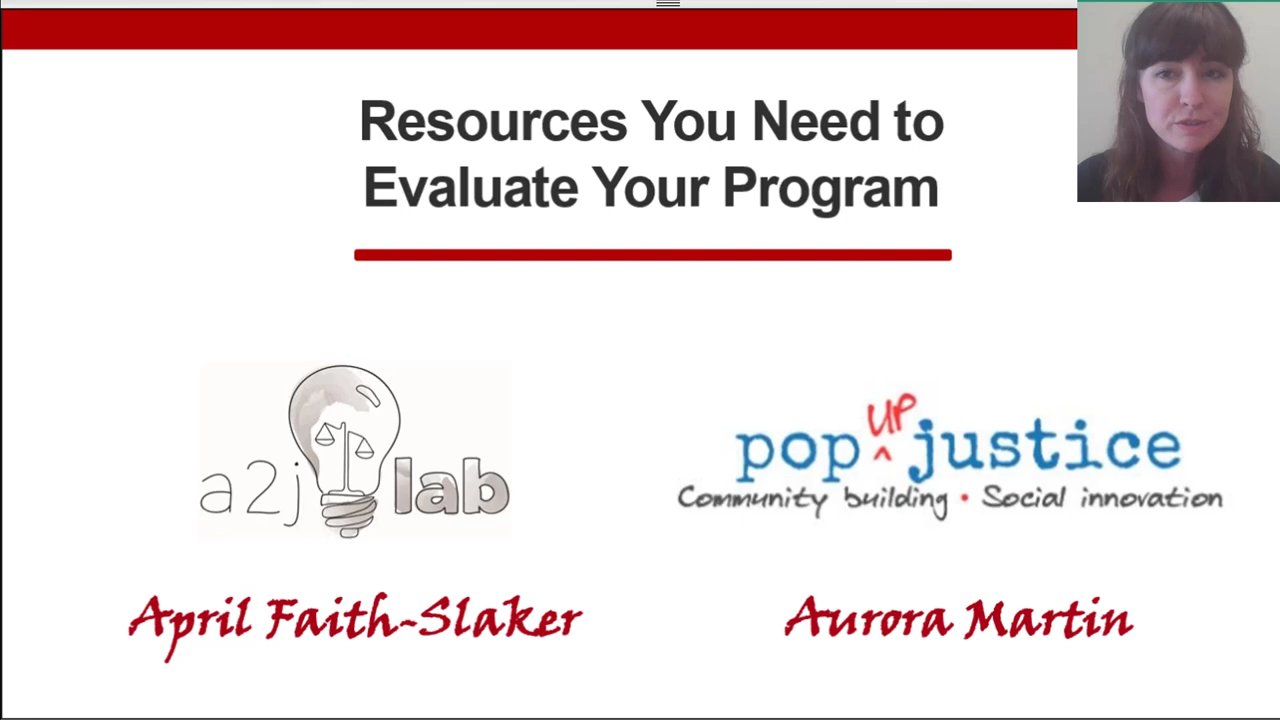 Resources You Need to
Evaluate Your Program
a2j lab
pop UP justice
Community building • Social innovation
April Faith-Slaker
Aurora Martin